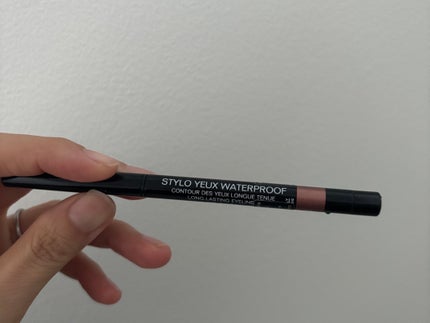 STYLO YEUX WATERPROOF
CONTOUR DES YEUX LONGUE TENUE
LONG-LASTING EYELINER